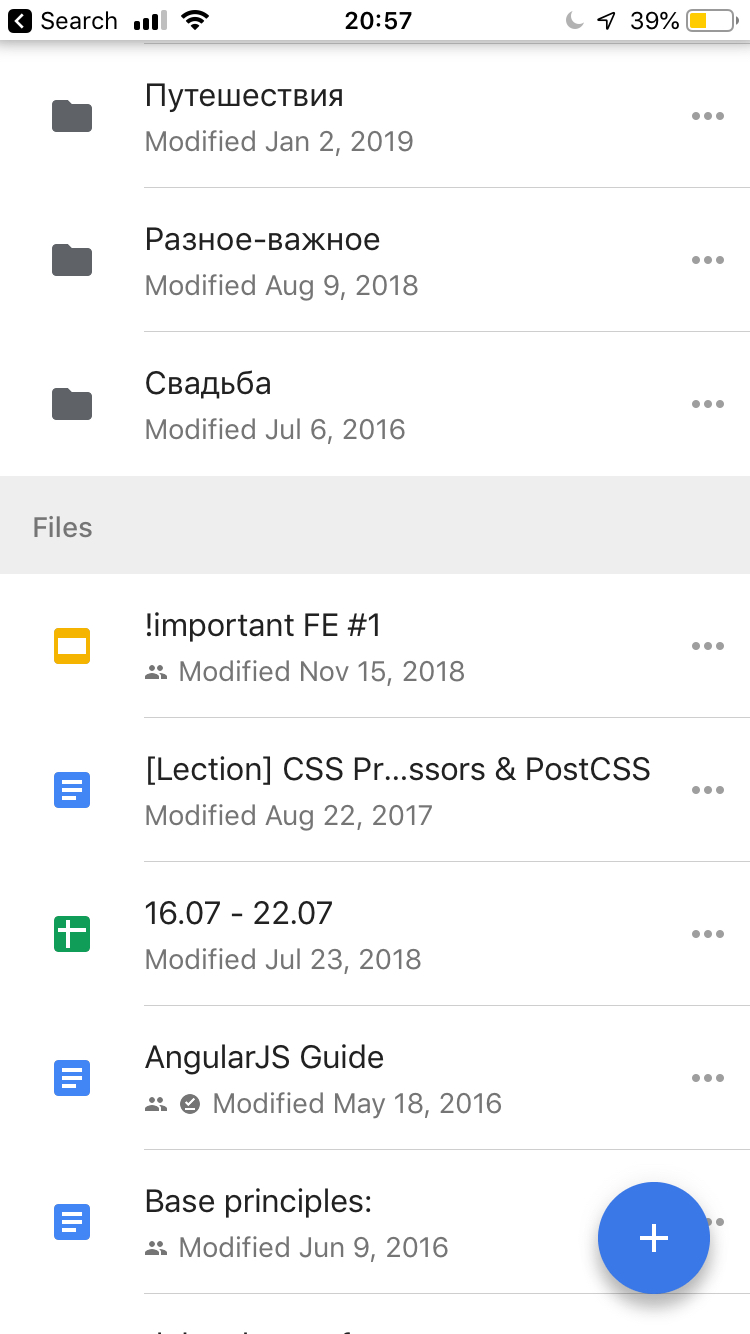 Search 20:57 39%
Путешествия
Modified Jan 2, 2019
Разное-важное
Modified Aug 9, 2018
Свадьба
Modified Jul 6, 2016
Files
!important FE #1
Modified Nov 15, 2018
[Lection] CSS Pr...ssors & PostCSS
Modified Aug 22, 2017
16.07 - 22.07
Modified Jul 23, 2018
AngularJS Guide
Modified May 18, 2016
Base principles:
Modified Jun 9, 2016